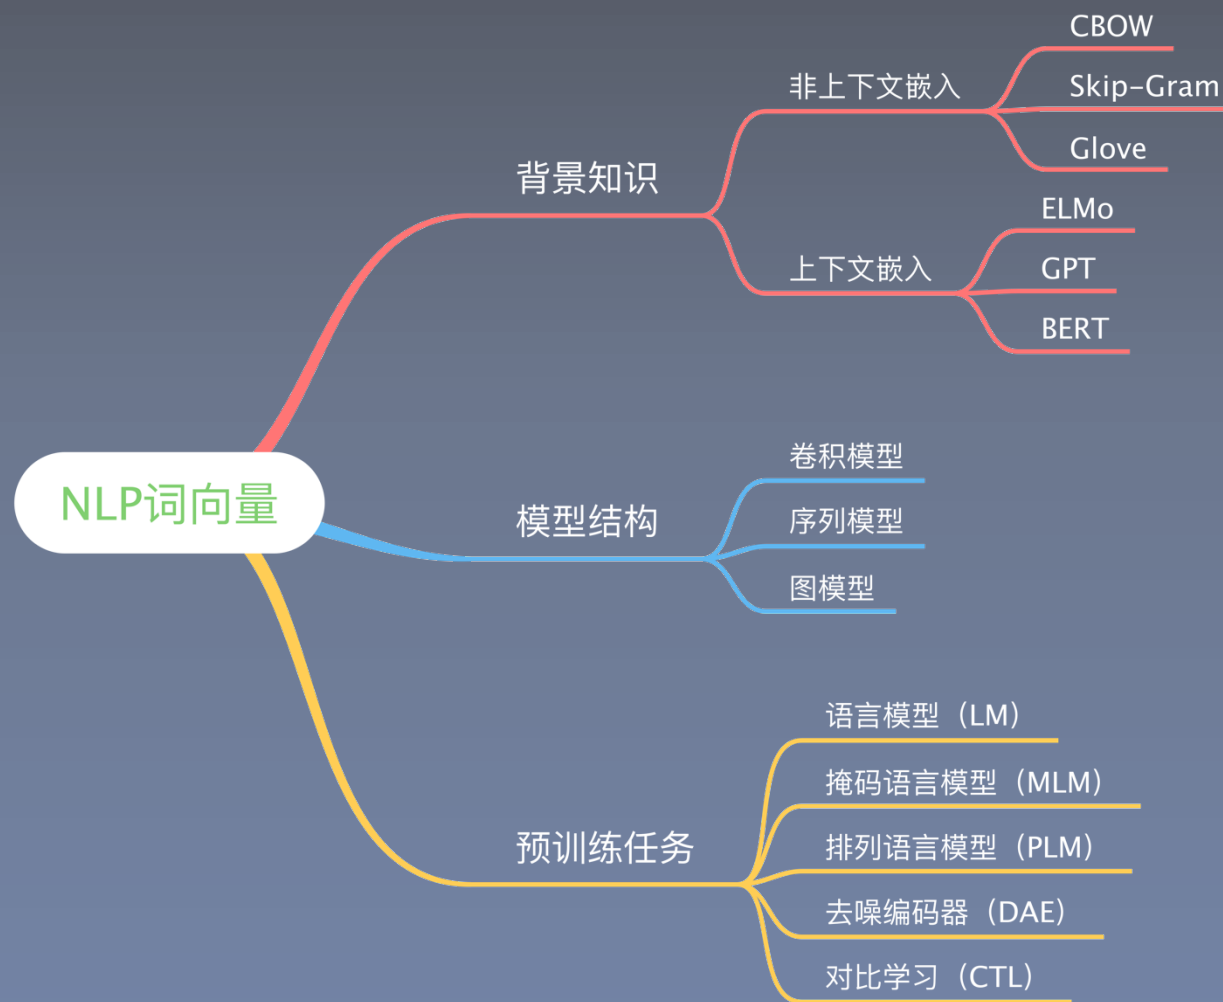 NLP词向量
背景知识
非上下文嵌入
CBOW
Skip-Gram
Glove
上下文嵌入
ELMo
GPT
BERT
模型结构
卷积模型
序列模型
图模型
预训练任务
语言模型（LM）
掩码语言模型（MLM）
排列语言模型（PLM）
去噪编码器（DAE）
对比学习（CTL）